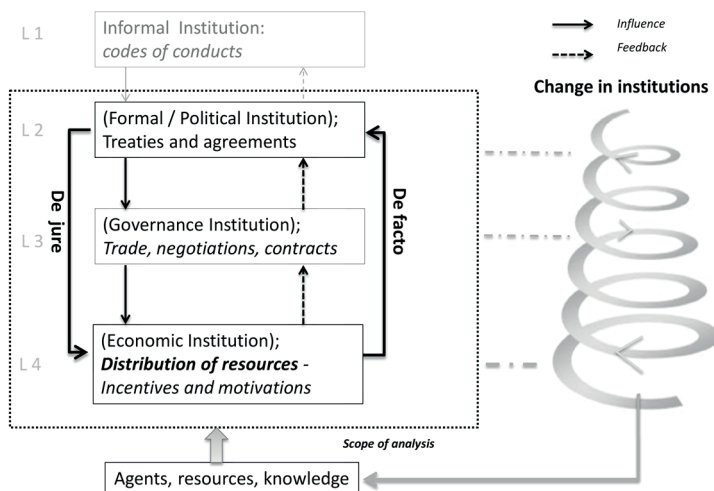 L 1
Informal Institution:
codes of conducts
Influence
Feedback
Change in institutions
L 2
(Formal / Political Institution);
Treaties and agreements
De jure
De facto
L 3
(Governance Institution);
Trade, negotiations, contracts
L 4
(Economic Institution);
Distribution of resources -
Incentives and motivations
Scope of analysis
Agents, resources, knowledge